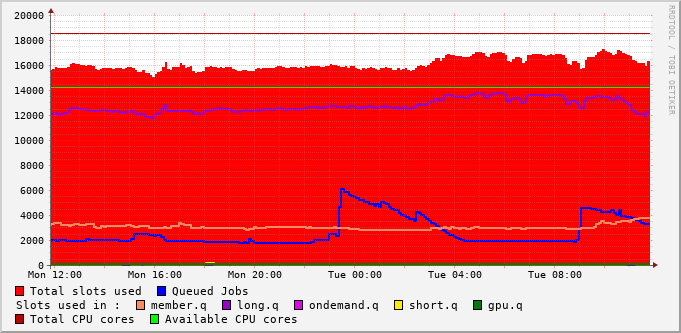 RRDTOOL / TOBI OETIKER
20000
18000
16000
14000
12000
10000
8000
6000
4000
2000
0
Mon 12:00 Mon 16:00 Mon 20:00 Tue 00:00 Tue 04:00 Tue 08:00
Total slots used Queued Jobs
Slots used in : member.q long.q ondemand.q short.q gpu.q
Total CPU cores Available CPU cores